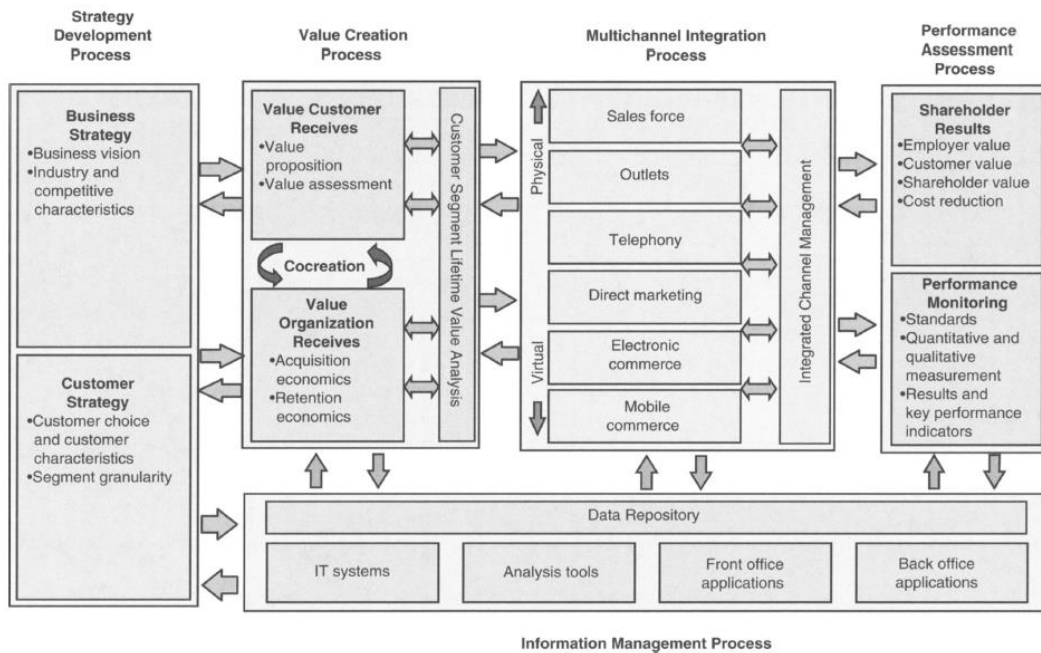 Strategy
Development
Process
Business
Strategy
•Business vision
•Industry and
competitive
characteristics
Customer
Strategy
•Customer choice
and customer
characteristics
•Segment granularity
Value Creation
Process
Value Customer
Receives
•Value
proposition
•Value assessment
Cocreation
Value
Organization
Receives
•Acquisition
economics
•Retention
economics
Customer Segment Lifetime Value Analysis
Multichannel Integration
Process
Physical
Virtual
Sales force
Outlets
Telephony
Direct marketing
Electronic
commerce
Mobile
commerce
Integrated Channel Management
Performance
Assessment
Process
Shareholder
Results
•Employer value
•Customer value
•Shareholder value
•Cost reduction
Performance
Monitoring
•Standards
•Quantitative and
qualitative
measurement
•Results and
key performance
indicators
Data Repository
IT systems
Analysis tools
Front office
applications
Back office
applications
Information Management Process